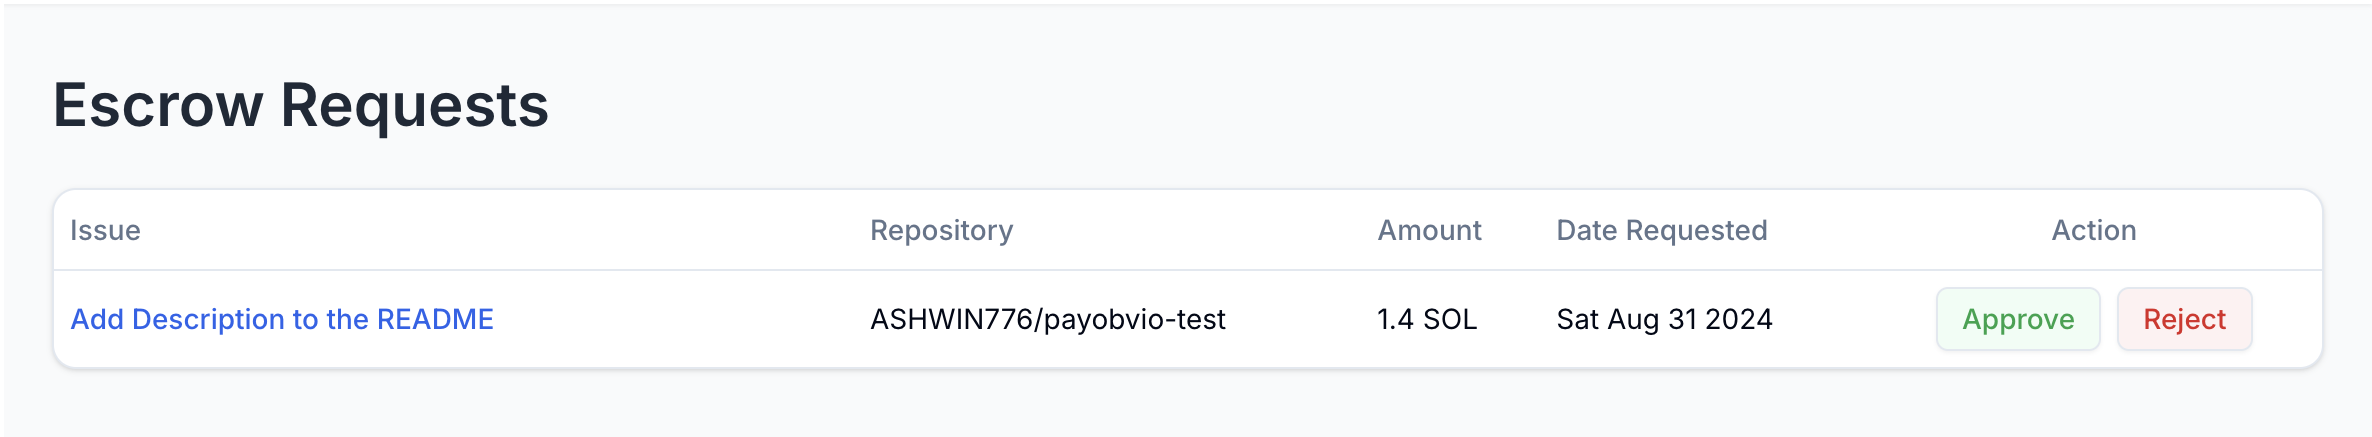 Escrow Requests
Issue Repository Amount Date Requested Action
Add Description to the README ASHWIN776/payobvio-test 1.4 SOL Sat Aug 31 2024 Approve Reject